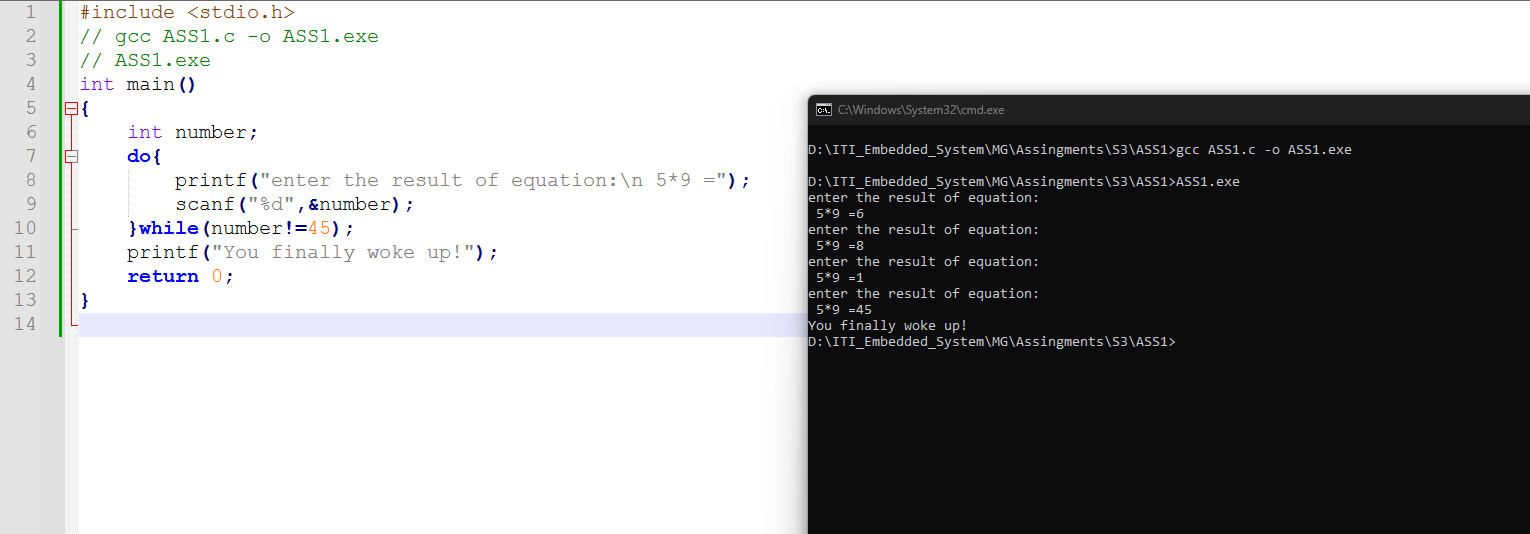 1 #include <stdio.h>
2 // gcc ASS1.c -o ASS1.exe
3 // ASS1.exe
4 int main()
5 {
6 int number;
7 do{
8 printf("enter the result of equation:\n 5*9 =");
9 scanf("%d",&number);
10 }while(number!=45);
11 printf("You finally woke up!");
12 return 0;
13 }
14
C:\Windows\System32\cmd.exe
D:\ITI_Embedded_System\MG\Assingments\S3\ASS1>gcc ASS1.c -o ASS1.exe
D:\ITI_Embedded_System\MG\Assingments\S3\ASS1>ASS1.exe
enter the result of equation:
 5*9 =6
enter the result of equation:
 5*9 =8
enter the result of equation:
 5*9 =1
enter the result of equation:
 5*9 =45
You finally woke up!
D:\ITI_Embedded_System\MG\Assingments\S3\ASS1>